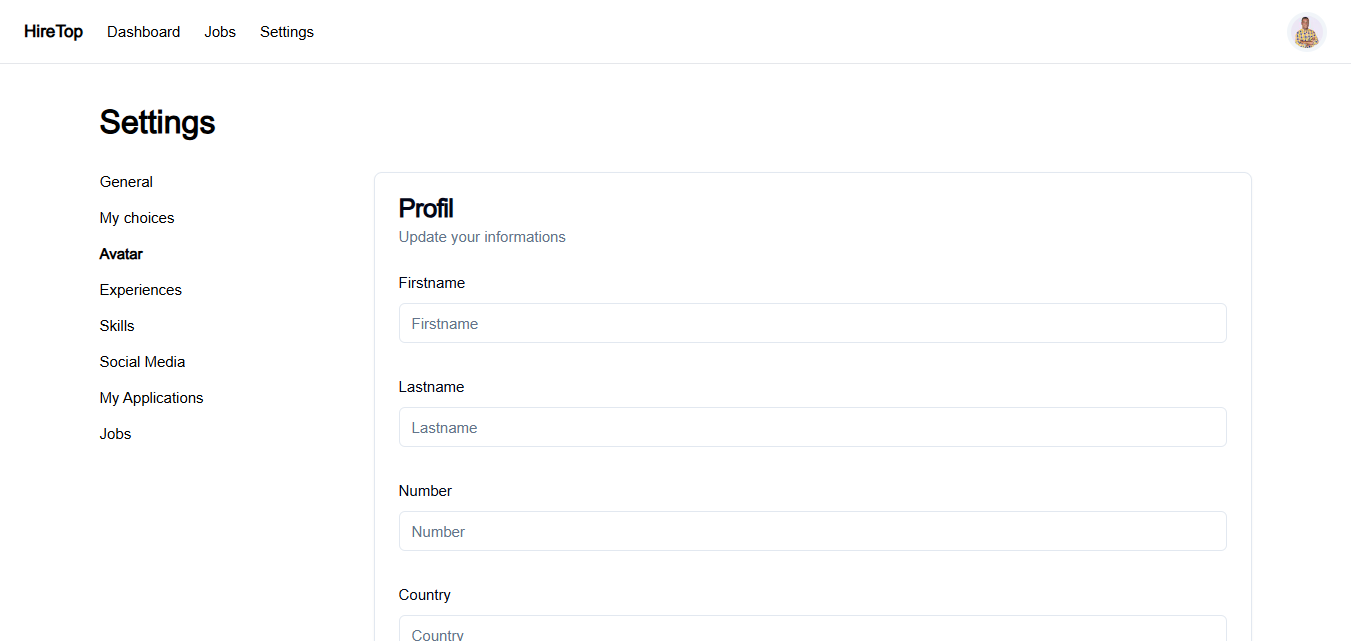 HireTop Dashboard Jobs Settings
Settings
General
My choices
Avatar
Experiences
Skills
Social Media
My Applications
Jobs
Profil
Update your informations
Firstname
Firstname
Lastname
Lastname
Number
Number
Country
Country